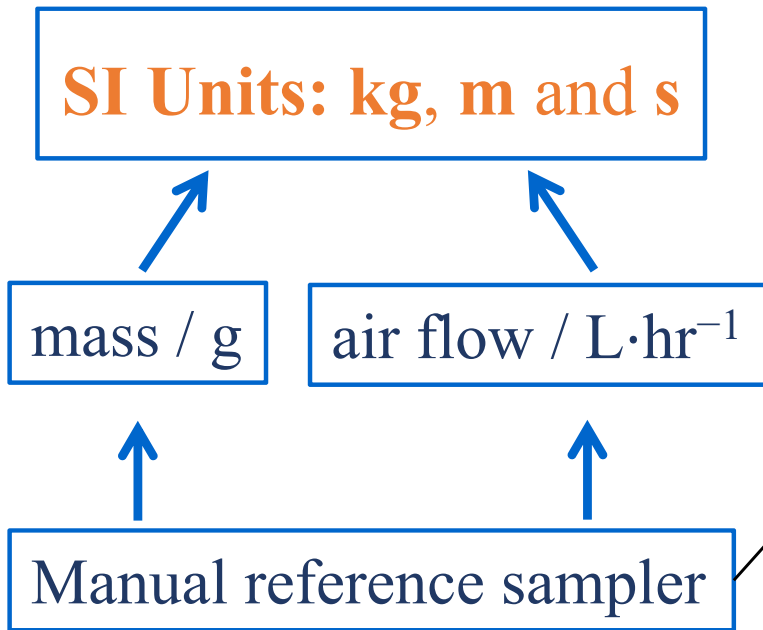 SI Units: kg, m and s
mass / g
air flow / L·hr⁻¹
Manual reference sampler